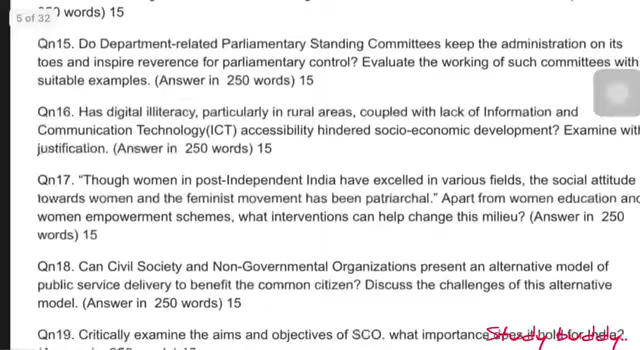 250 words) 15
5 of 32
Qn15. Do Department-related Parliamentary Standing Committees keep the administration on its
toes and inspire reverence for parliamentary control? Evaluate the working of such committees with
suitable examples. (Answer in 250 words) 15
Qn16. Has digital illiteracy, particularly in rural areas, coupled with lack of Information and
Communication Technology(ICT) accessibility hindered socio-economic development? Examine with
justification. (Answer in 250 words) 15
Qn17. “Though women in post-Independent India have excelled in various fields, the social attitude
towards women and the feminist movement has been patriarchal.” Apart from women education and
women empowerment schemes, what interventions can help change this milieu? (Answer in 250
words) 15
Qn18. Can Civil Society and Non-Governmental Organizations present an alternative model of
public service delivery to benefit the common citizen? Discuss the challenges of this alternative
model. (Answer in 250 words) 15
Qn19. Critically examine the aims and objectives of SCO. what importance does it hold for India?
Study buddy..